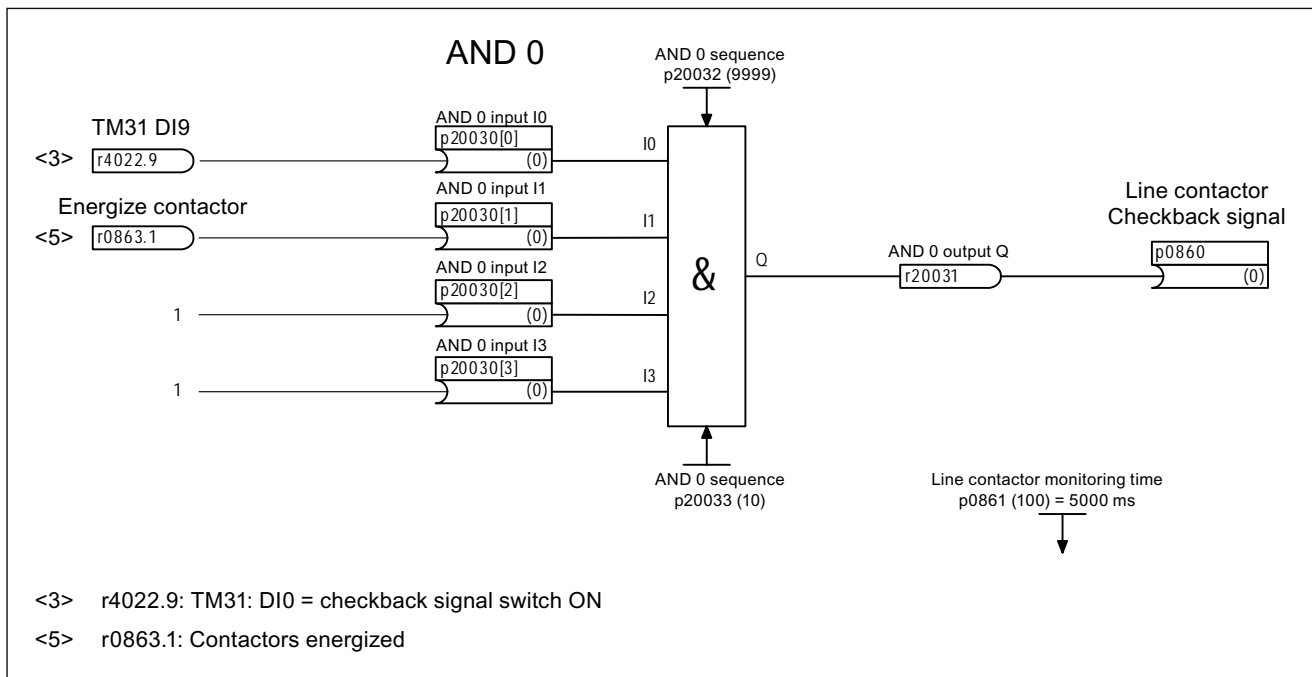 AND 0
AND 0 sequence
p20032 (9999)
TM31 DI9
<3> r4022.9
AND 0 input I0
p20030[0]
(0)
I0
Energize contactor
<5> r0863.1
AND 0 input I1
p20030[1]
(0)
I1
AND 0 input I2
p20030[2]
1
(0)
I2
AND 0 input I3
p20030[3]
1
(0)
I3
&
Q
AND 0 output Q
r20031
Line contactor
Checkback signal
p0860
(0)
AND 0 sequence
p20033 (10)
Line contactor monitoring time
p0861 (100) = 5000 ms
<3> r4022.9: TM31: DI0 = checkback signal switch ON
<5> r0863.1: Contactors energized